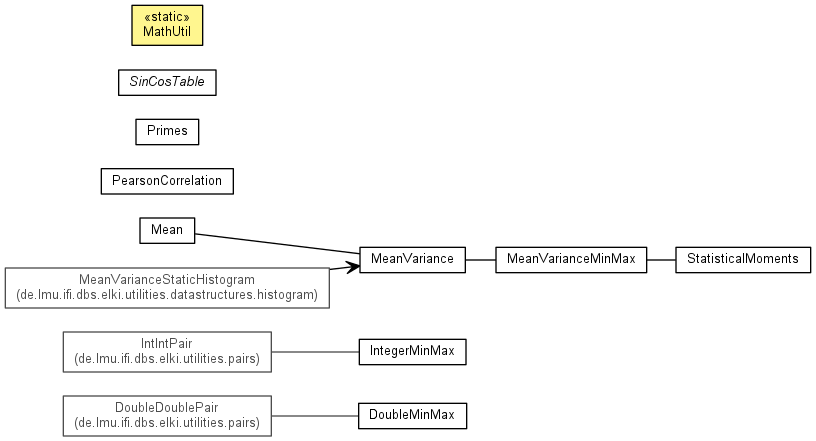 «static»
MathUtil
SinCosTable
Primes
PearsonCorrelation
Mean
MeanVariance
MeanVarianceMinMax
StatisticalMoments
MeanVarianceStaticHistogram
(de.lmu.ifi.dbs.elki.utilities.datastructures.histogram)
IntIntPair
(de.lmu.ifi.dbs.elki.utilities.pairs)
IntegerMinMax
DoubleDoublePair
(de.lmu.ifi.dbs.elki.utilities.pairs)
DoubleMinMax